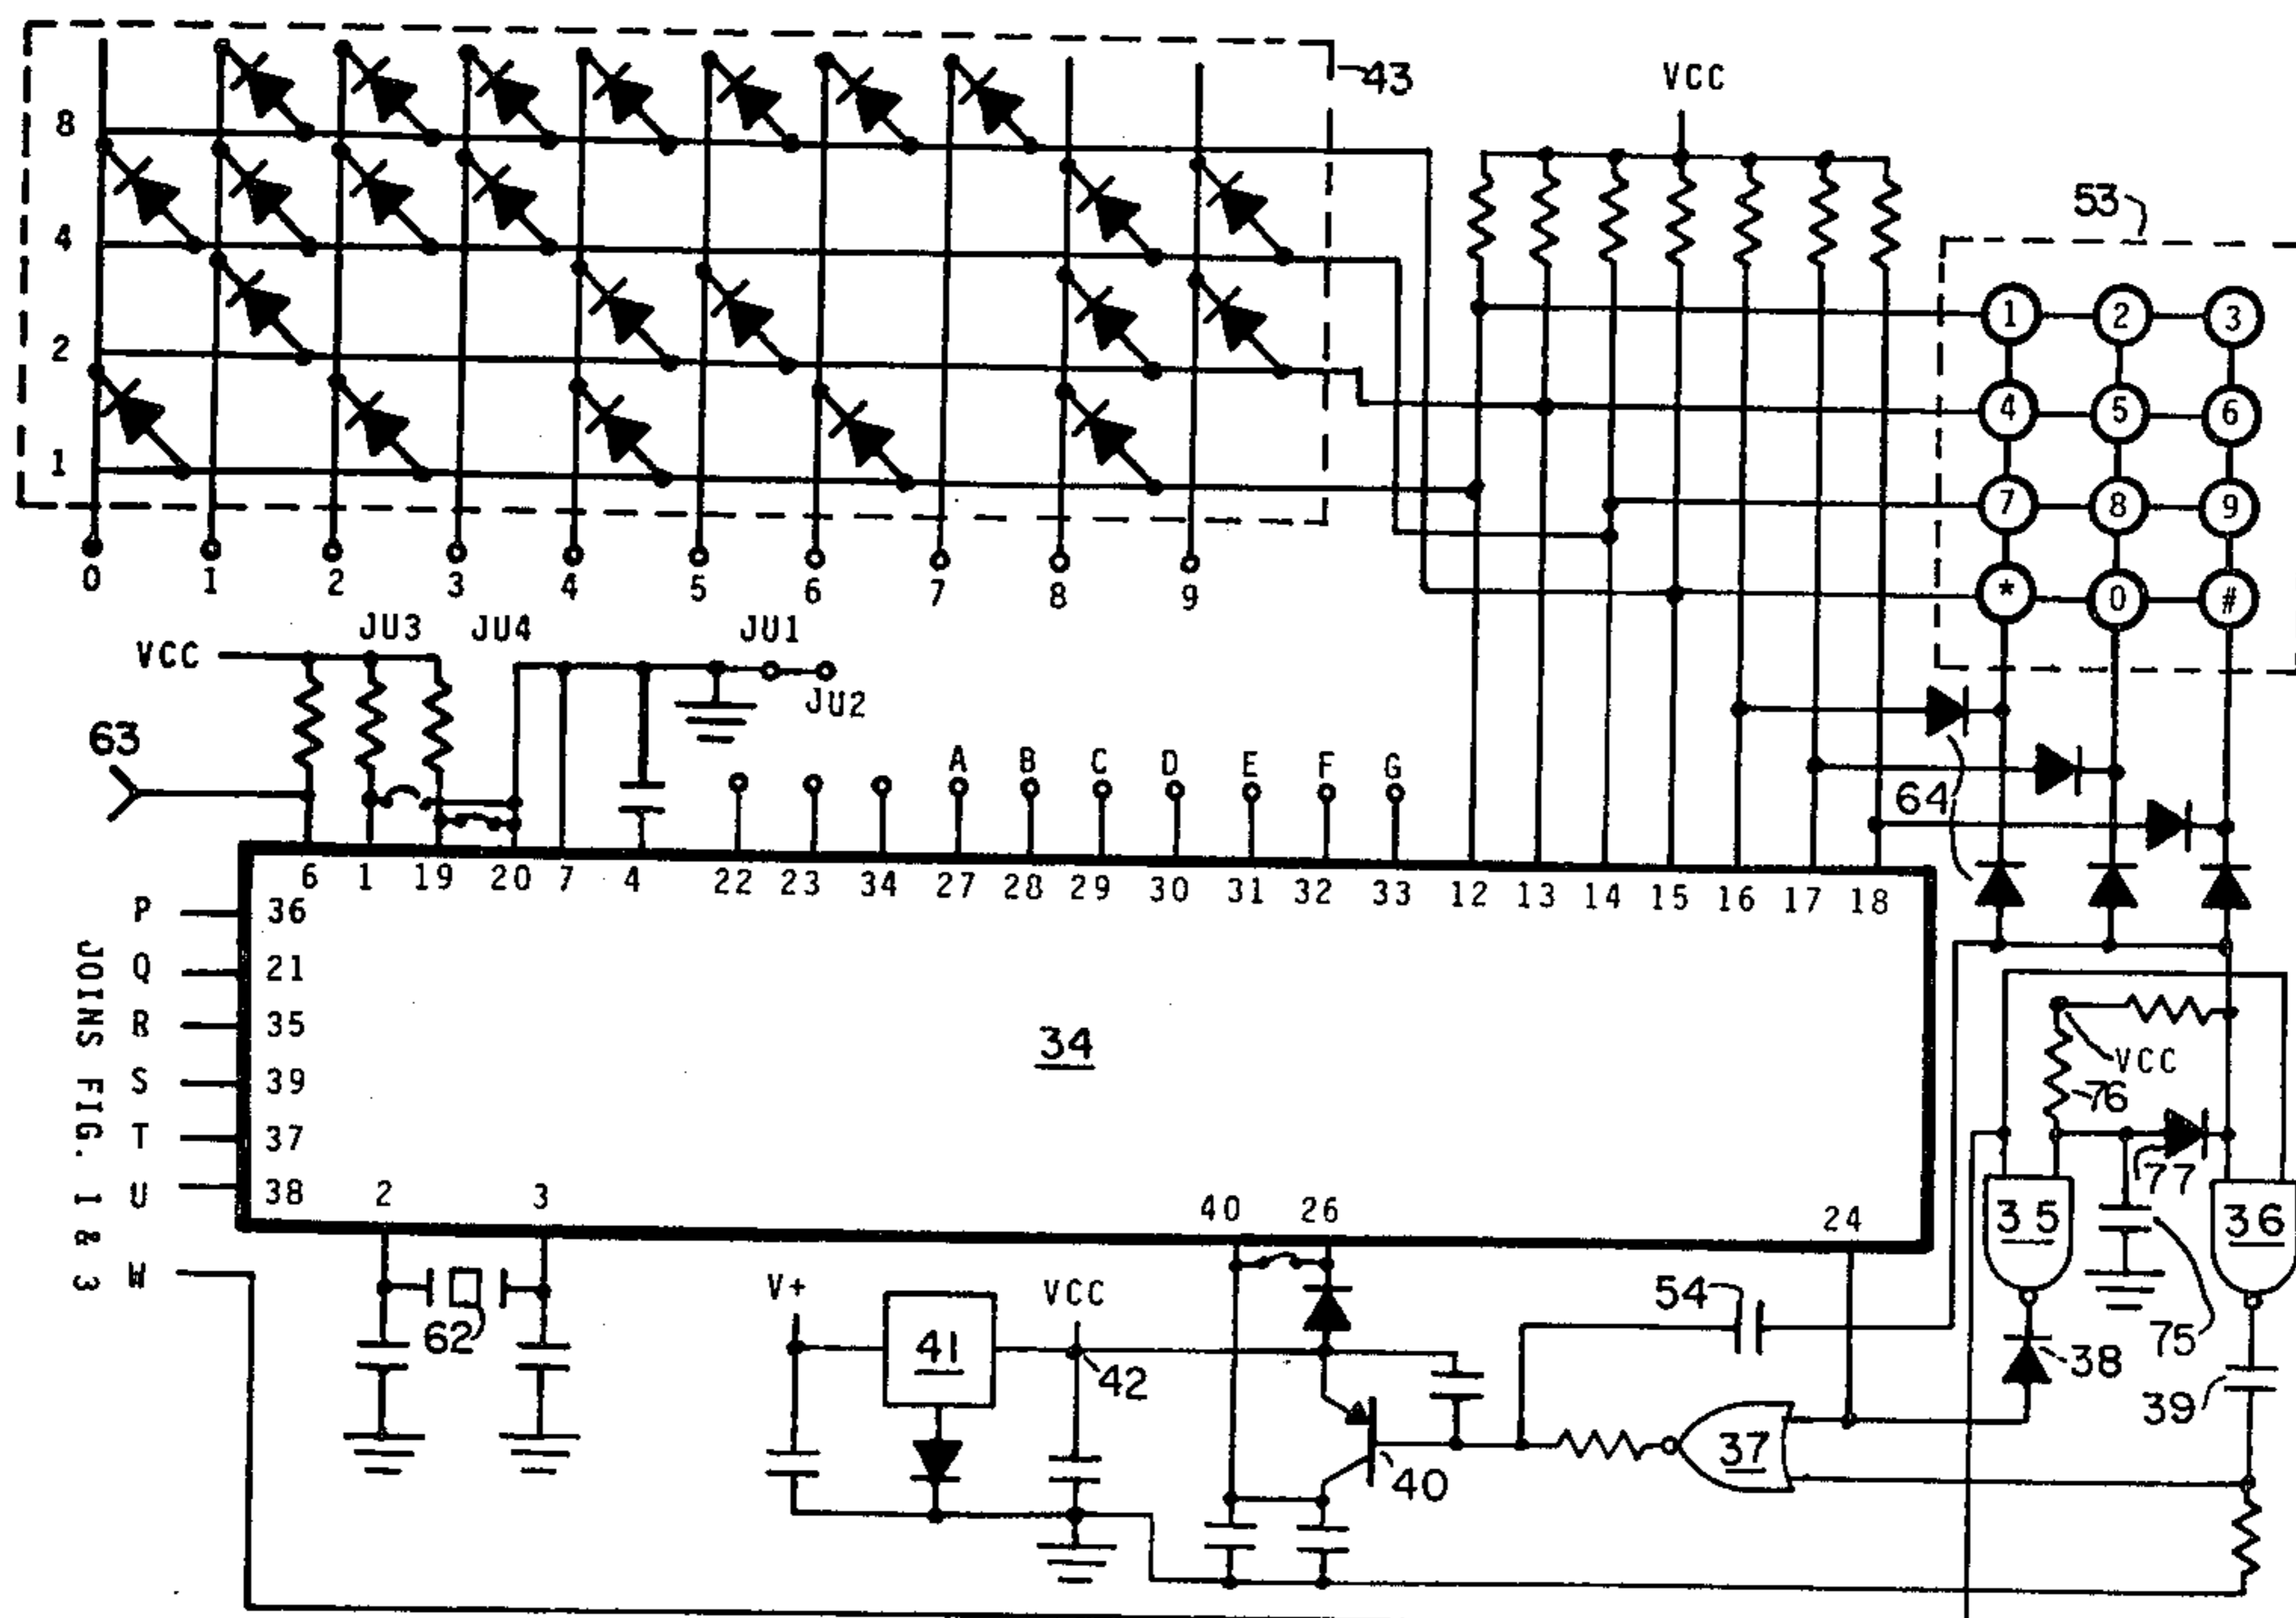 43
VCC
8
53
4
1 2 3
2
4 5 6
1
7 8 9
* 0 #
0 1 2 3 4 5 6 7 8 9
JU3 JU4 JU1
VCC
JU2
63
A B C D E F G
64
6 1 19 20 7 4 22 23 34 27 28 29 30 31 32 33 12 13 14 15 16 17 18
P 36
Q 21
R 35
S 39
T 37
U 38
W
JOINS FIG. 1 & 3
34
VCC
76
77
2 3 40 26 24
35 36
75
62
V+ VCC
41
42
54
38
39
40
37